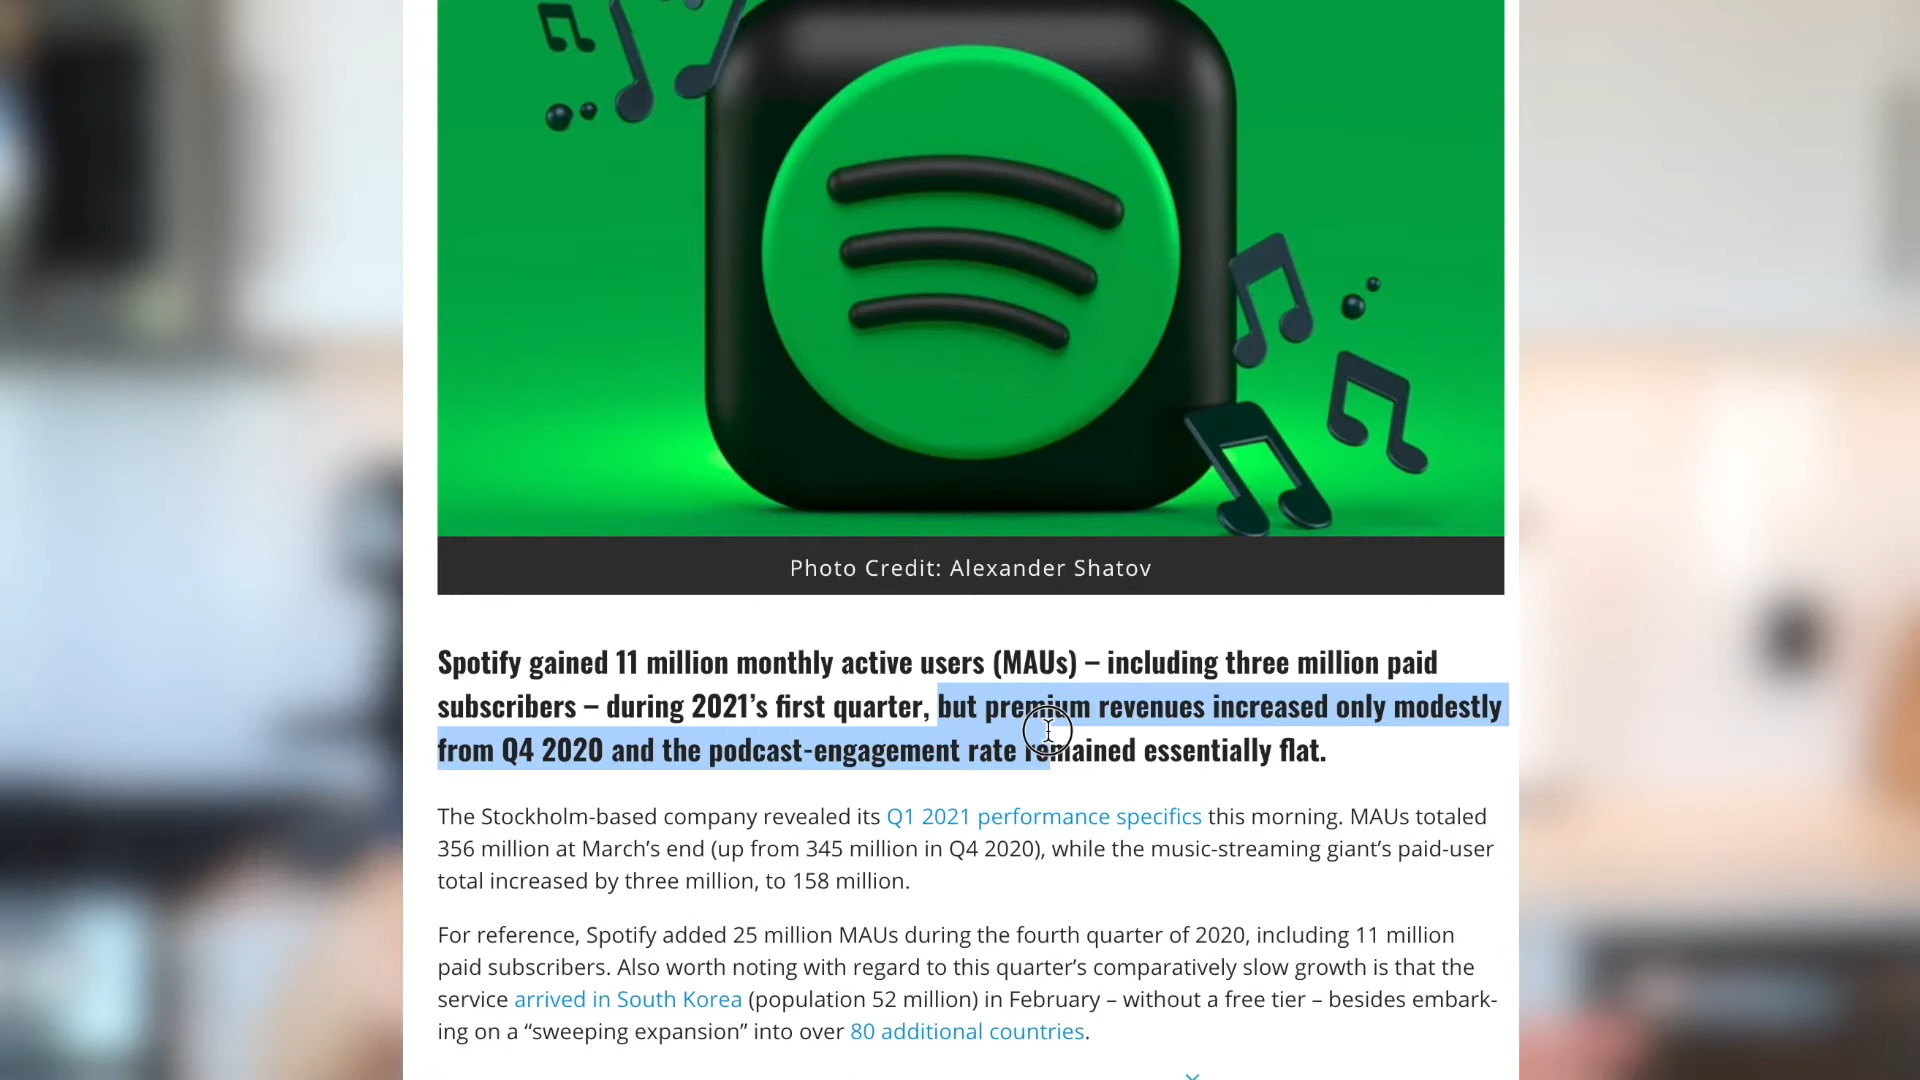 Photo Credit: Alexander Shatov
Spotify gained 11 million monthly active users (MAUs) – including three million paid
subscribers – during 2021’s first quarter, but premium revenues increased only modestly
from Q4 2020 and the podcast-engagement rate remained essentially flat.
The Stockholm-based company revealed its Q1 2021 performance specifics this morning. MAUs totaled
356 million at March’s end (up from 345 million in Q4 2020), while the music-streaming giant’s paid-user
total increased by three million, to 158 million.
For reference, Spotify added 25 million MAUs during the fourth quarter of 2020, including 11 million
paid subscribers. Also worth noting with regard to this quarter’s comparatively slow growth is that the
service arrived in South Korea (population 52 million) in February – without a free tier – besides embark-
ing on a “sweeping expansion” into over 80 additional countries.